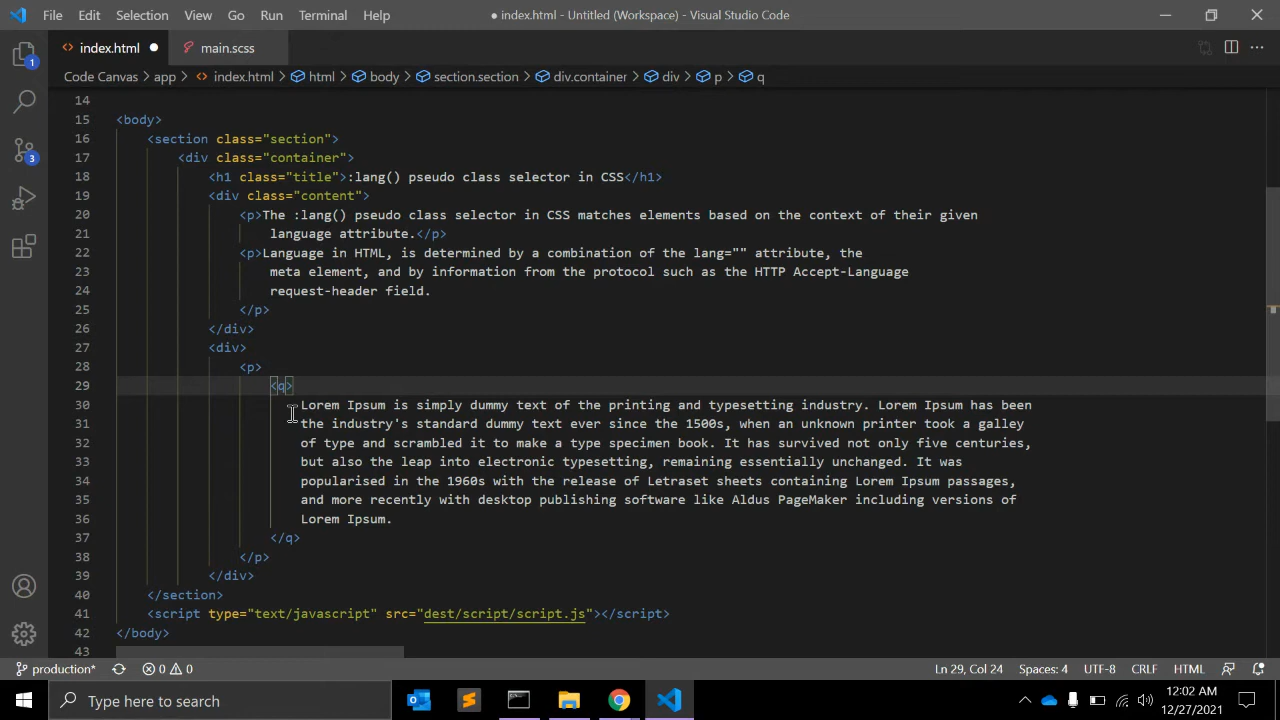 File Edit Selection View Go Run Terminal Help ● index.html - Untitled (Workspace) - Visual Studio Code
index.html ● main.scss
Code Canvas > app > index.html > html > body > section.section > div.container > div > p > q
14
15 <body>
16 <section class="section">
17 <div class="container">
18 <h1 class="title">:lang() pseudo class selector in CSS</h1>
19 <div class="content">
20 <p>The :lang() pseudo class selector in CSS matches elements based on the context of their given
21 language attribute.</p>
22 <p>Language in HTML, is determined by a combination of the lang="" attribute, the
23 meta element, and by information from the protocol such as the HTTP Accept-Language
24 request-header field.
25 </p>
26 </div>
27 <div>
28 <p>
29 <q>
30 Lorem Ipsum is simply dummy text of the printing and typesetting industry. Lorem Ipsum has been
31 the industry's standard dummy text ever since the 1500s, when an unknown printer took a galley
32 of type and scrambled it to make a type specimen book. It has survived not only five centuries,
33 but also the leap into electronic typesetting, remaining essentially unchanged. It was
34 popularised in the 1960s with the release of Letraset sheets containing Lorem Ipsum passages,
35 and more recently with desktop publishing software like Aldus PageMaker including versions of
36 Lorem Ipsum.
37 </q>
38 </p>
39 </div>
40 </section>
41 <script type="text/javascript" src="dest/script/script.js"></script>
42 </body>
43
1
3
production* 0 0 Ln 29, Col 24 Spaces: 4 UTF-8 CRLF HTML
Type here to search
12:02 AM
12/27/2021